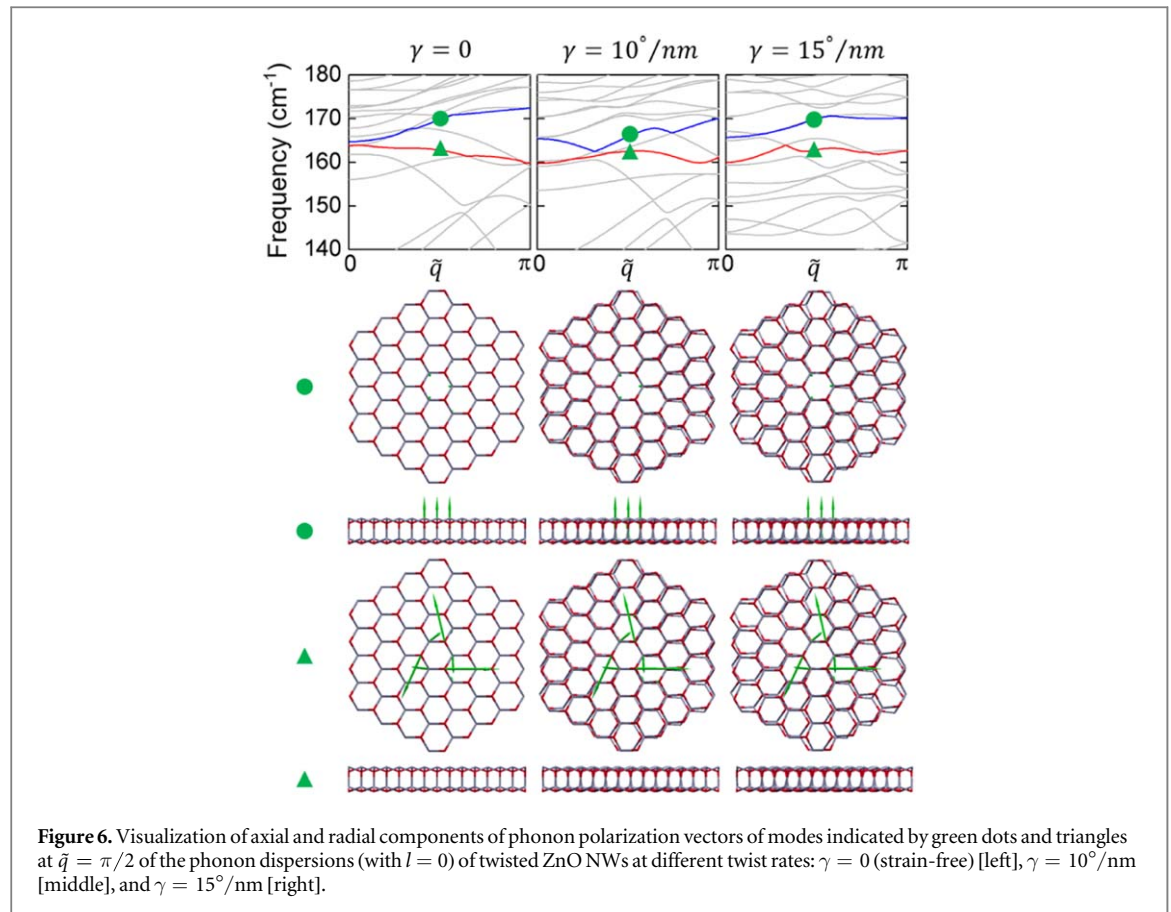 γ = 0 γ = 10°/nm γ = 15°/nm
Frequency (cm⁻¹)
180
170
160
150
140
0 q̃ π 0 q̃ π 0 q̃ π
Figure 6. Visualization of axial and radial components of phonon polarization vectors of modes indicated by green dots and triangles
at q̃ = π/2 of the phonon dispersions (with l = 0) of twisted ZnO NWs at different twist rates: γ = 0 (strain-free) [left], γ = 10°/nm
[middle], and γ = 15°/nm [right].